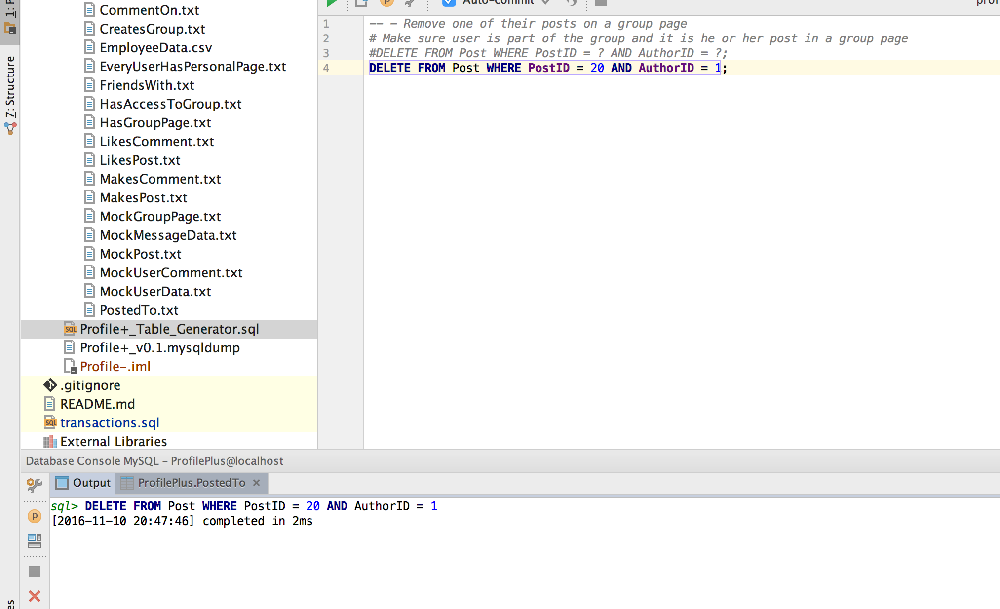 1: P
7: Structure
CommentOn.txt
CreatesGroup.txt
EmployeeData.csv
EveryUserHasPersonalPage.txt
FriendsWith.txt
HasAccessToGroup.txt
HasGroupPage.txt
LikesComment.txt
LikesPost.txt
MakesComment.txt
MakesPost.txt
MockGroupPage.txt
MockMessageData.txt
MockPost.txt
MockUserComment.txt
MockUserData.txt
PostedTo.txt
SQL Profile+_Table_Generator.sql
Profile+_v0.1.mysqldump
Profile-.iml
.gitignore
README.md
SQL transactions.sql
External Libraries
P Auto-commit
1 -- - Remove one of their posts on a group page
2 # Make sure user is part of the group and it is he or her post in a group page
3 #DELETE FROM Post WHERE PostID = ? AND AuthorID = ?;
4 DELETE FROM Post WHERE PostID = 20 AND AuthorID = 1;
Database Console MySQL - ProfilePlus@localhost
Output ProfilePlus.PostedTo
sql> DELETE FROM Post WHERE PostID = 20 AND AuthorID = 1
[2016-11-10 20:47:46] completed in 2ms
P